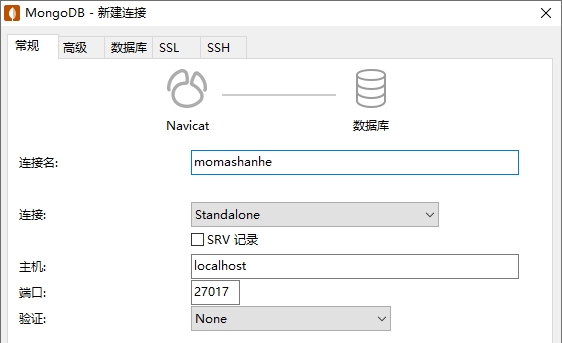 MongoDB - 新建连接
常规 高级 数据库 SSL SSH
Navicat 数据库
连接名: momashanhe
连接: Standalone
SRV 记录
主机: localhost
端口: 27017
验证: None